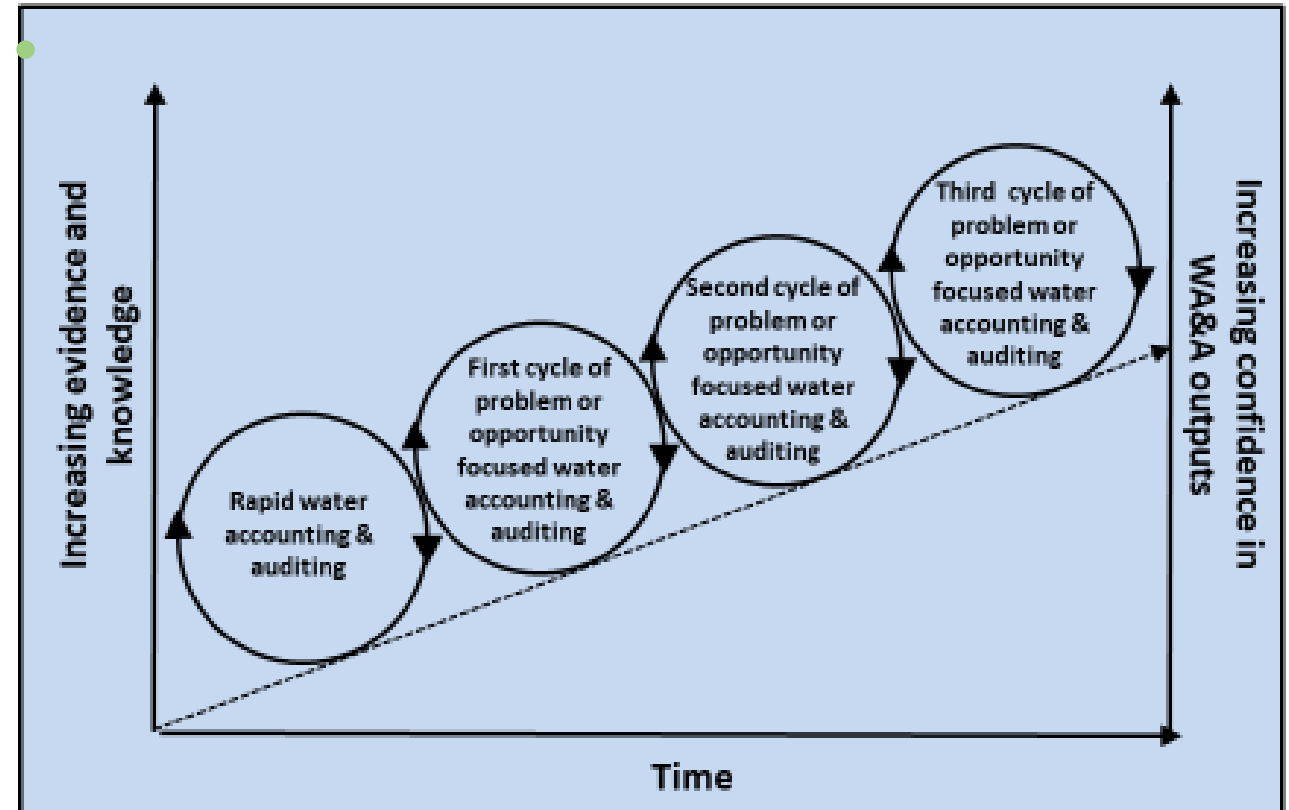 Increasing evidence and
knowledge
Rapid water
accounting &
auditing
First cycle of
problem or
opportunity
focused water
accounting &
auditing
Second cycle of
problem or
opportunity
focused water
accounting &
auditing
Third cycle of
problem or
opportunity
focused water
accounting &
auditing
Increasing confidence in
WA&A outputs
Time